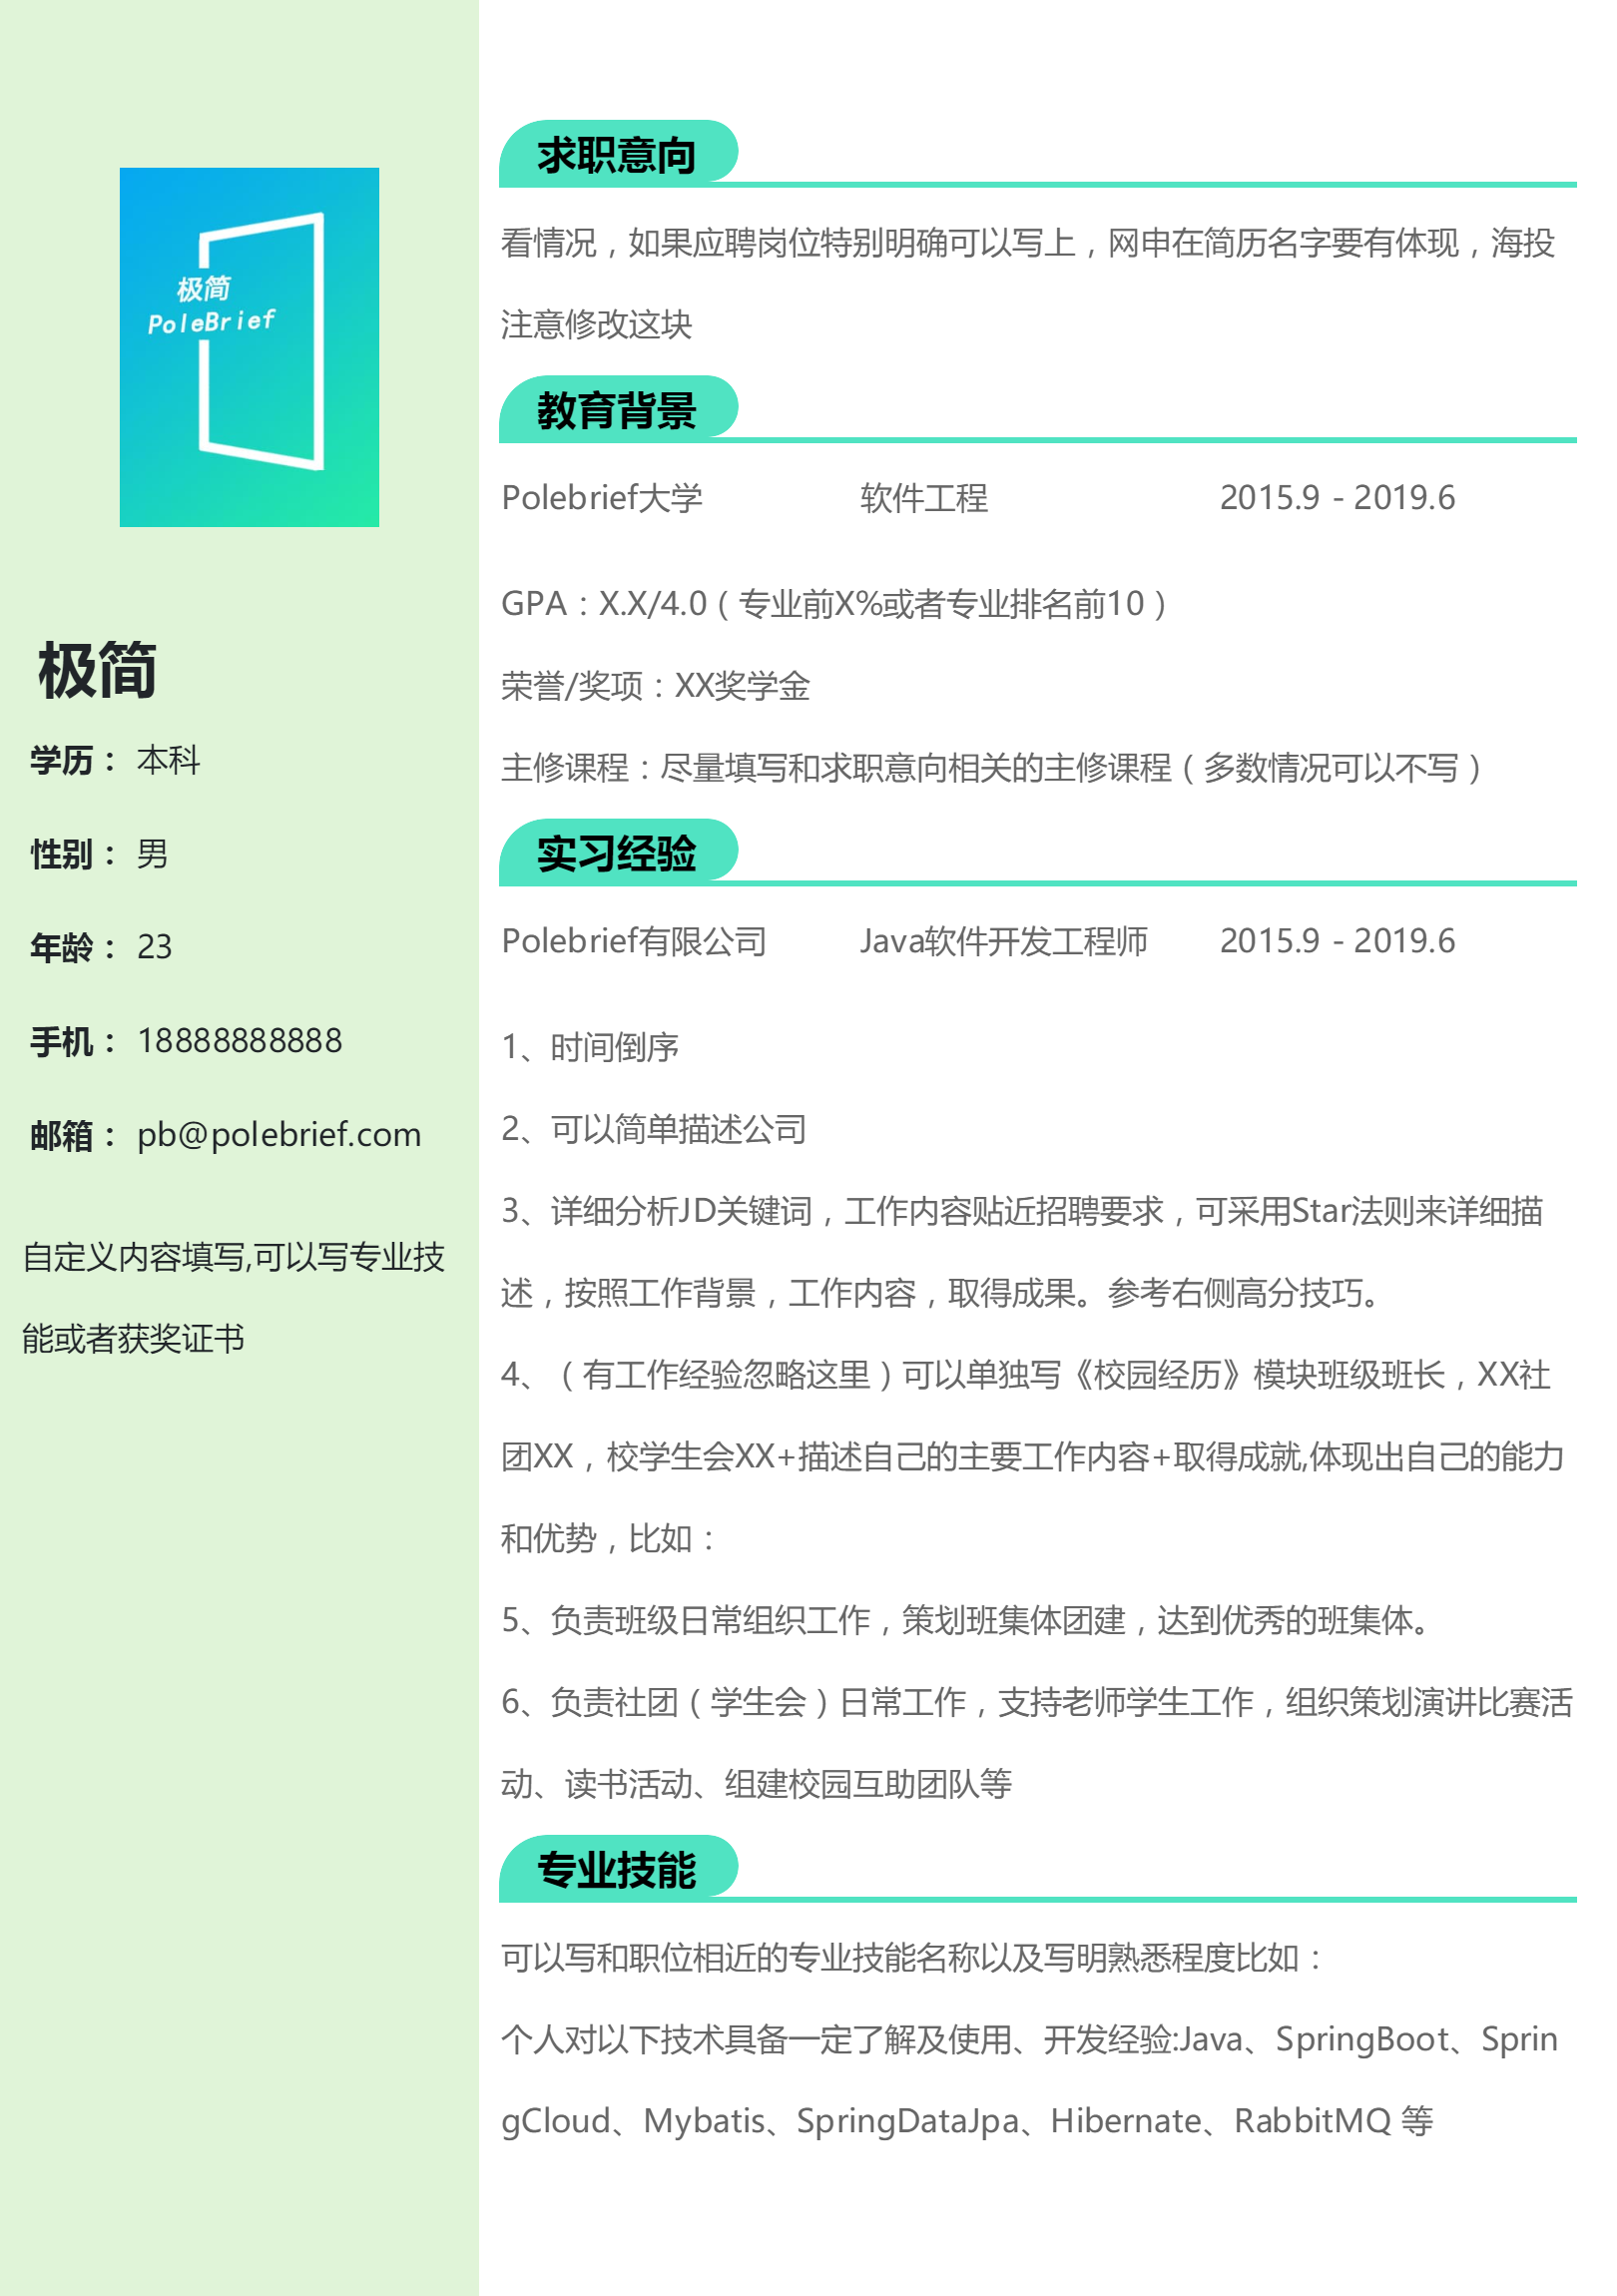 极简
PoleBrief
极简
学历： 本科
性别： 男
年龄： 23
手机： 18888888888
邮箱： pb@polebrief.com
自定义内容填写,可以写专业技
能或者获奖证书
求职意向
看情况，如果应聘岗位特别明确可以写上，网申在简历名字要有体现，海投
注意修改这块
教育背景
Polebrief大学 软件工程 2015.9 - 2019.6
GPA：X.X/4.0（专业前X%或者专业排名前10）
荣誉/奖项：XX奖学金
主修课程：尽量填写和求职意向相关的主修课程（多数情况可以不写）
实习经验
Polebrief有限公司 Java软件开发工程师 2015.9 - 2019.6
1、时间倒序
2、可以简单描述公司
3、详细分析JD关键词，工作内容贴近招聘要求，可采用Star法则来详细描
述，按照工作背景，工作内容，取得成果。参考右侧高分技巧。
4、（有工作经验忽略这里）可以单独写《校园经历》模块班级班长，XX社
团XX，校学生会XX+描述自己的主要工作内容+取得成就,体现出自己的能力
和优势，比如：
5、负责班级日常组织工作，策划班集体团建，达到优秀的班集体。
6、负责社团（学生会）日常工作，支持老师学生工作，组织策划演讲比赛活
动、读书活动、组建校园互助团队等
专业技能
可以写和职位相近的专业技能名称以及写明熟悉程度比如：
个人对以下技术具备一定了解及使用、开发经验:Java、SpringBoot、Sprin
gCloud、Mybatis、SpringDataJpa、Hibernate、RabbitMQ 等